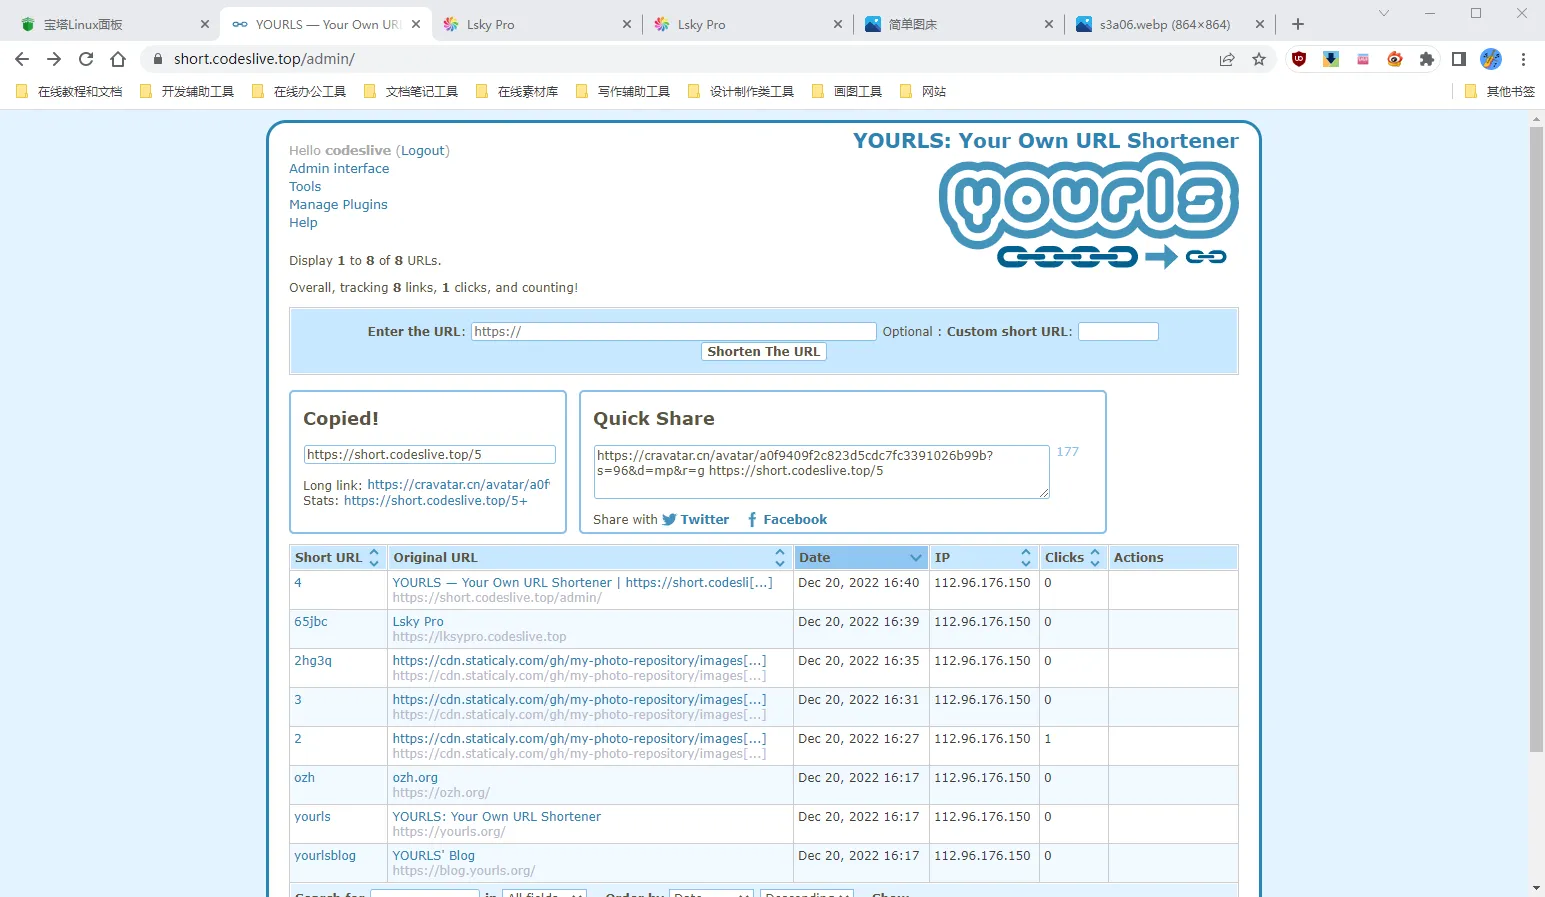 宝塔Linux面板
YOURLS — Your Own URL
Lsky Pro
Lsky Pro
简单图床
s3a06.webp (864×864)
short.codeslive.top/admin/
在线教程和文档
开发辅助工具
在线办公工具
文档笔记工具
在线素材库
写作辅助工具
设计制作类工具
画图工具
网站
其他书签
Hello codeslive (Logout)
Admin interface
Tools
Manage Plugins
Help
YOURLS: Your Own URL Shortener
yourls
Display 1 to 8 of 8 URLs.
Overall, tracking 8 links, 1 clicks, and counting!
Enter the URL: https:// Optional : Custom short URL:
Shorten The URL
Copied!
https://short.codeslive.top/5
Long link: https://cravatar.cn/avatar/a0f
Stats: https://short.codeslive.top/5+
Quick Share
https://cravatar.cn/avatar/a0f9409f2c823d5cdc7fc3391026b99b?
s=96&d=mp&r=g https://short.codeslive.top/5
177
Share with Twitter Facebook
Short URL Original URL Date IP Clicks Actions
4 YOURLS — Your Own URL Shortener | https://short.codesli[...] Dec 20, 2022 16:40 112.96.176.150 0
https://short.codeslive.top/admin/
65jbc Lsky Pro Dec 20, 2022 16:39 112.96.176.150 0
https://lksypro.codeslive.top
2hg3q https://cdn.staticaly.com/gh/my-photo-repository/images[...] Dec 20, 2022 16:35 112.96.176.150 0
https://cdn.staticaly.com/gh/my-photo-repository/images[...]
3 https://cdn.staticaly.com/gh/my-photo-repository/images[...] Dec 20, 2022 16:31 112.96.176.150 0
https://cdn.staticaly.com/gh/my-photo-repository/images[...]
2 https://cdn.staticaly.com/gh/my-photo-repository/images[...] Dec 20, 2022 16:27 112.96.176.150 1
https://cdn.staticaly.com/gh/my-photo-repository/images[...]
ozh ozh.org Dec 20, 2022 16:17 112.96.176.150 0
https://ozh.org/
yourls YOURLS: Your Own URL Shortener Dec 20, 2022 16:17 112.96.176.150 0
https://yourls.org/
yourlsblog YOURLS' Blog Dec 20, 2022 16:17 112.96.176.150 0
https://blog.yourls.org/
Search for in All fields Order by Date Descending Show